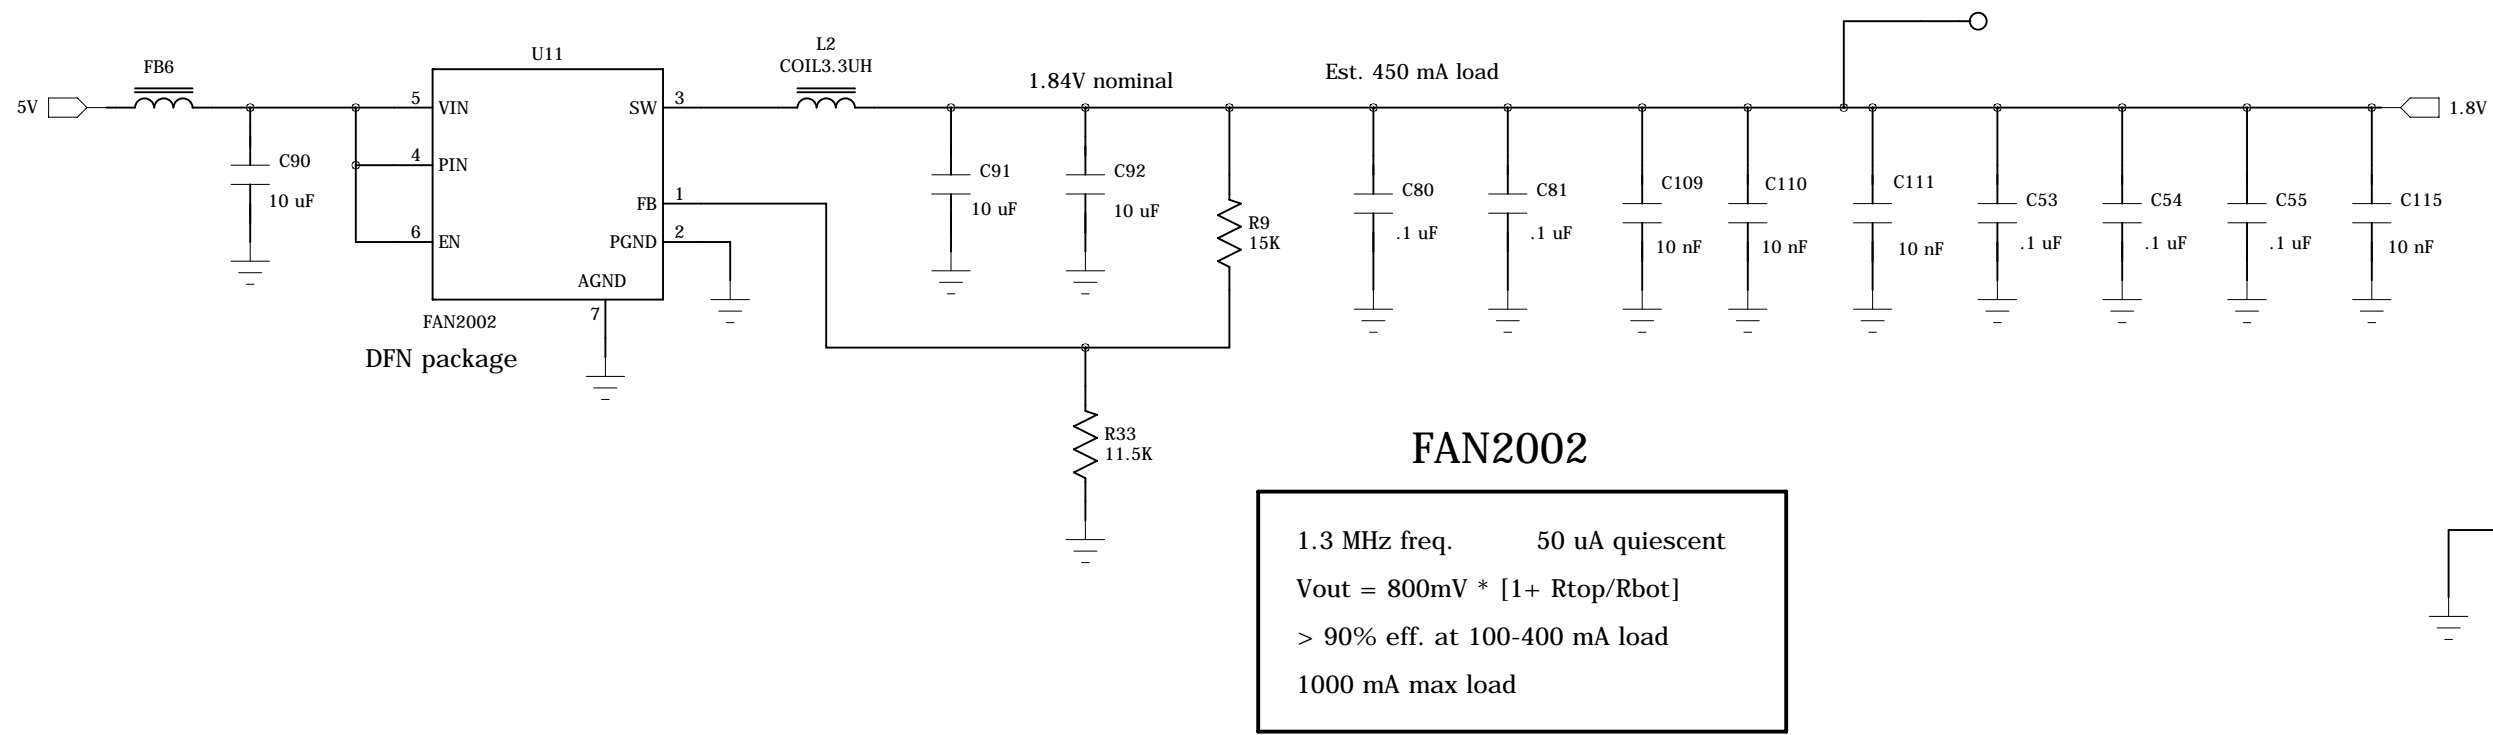 U11
L2
FB6
COIL3.3UH
1.84V nominal
Est. 450 mA load
5V
5
VIN
SW
3
1.8V
4
PIN
C90
10 uF
FB
1
6
EN
PGND
2
AGND
7
FAN2002
DFN package
C91
10 uF
C92
10 uF
R9
15K
C80
.1 uF
C81
.1 uF
C109
10 nF
C110
10 nF
C111
10 nF
C53
.1 uF
C54
.1 uF
C55
.1 uF
C115
10 nF
R33
11.5K
FAN2002
1.3 MHz freq. 50 uA quiescent
Vout = 800mV * [1+ Rtop/Rbot]
> 90% eff. at 100-400 mA load
1000 mA max load